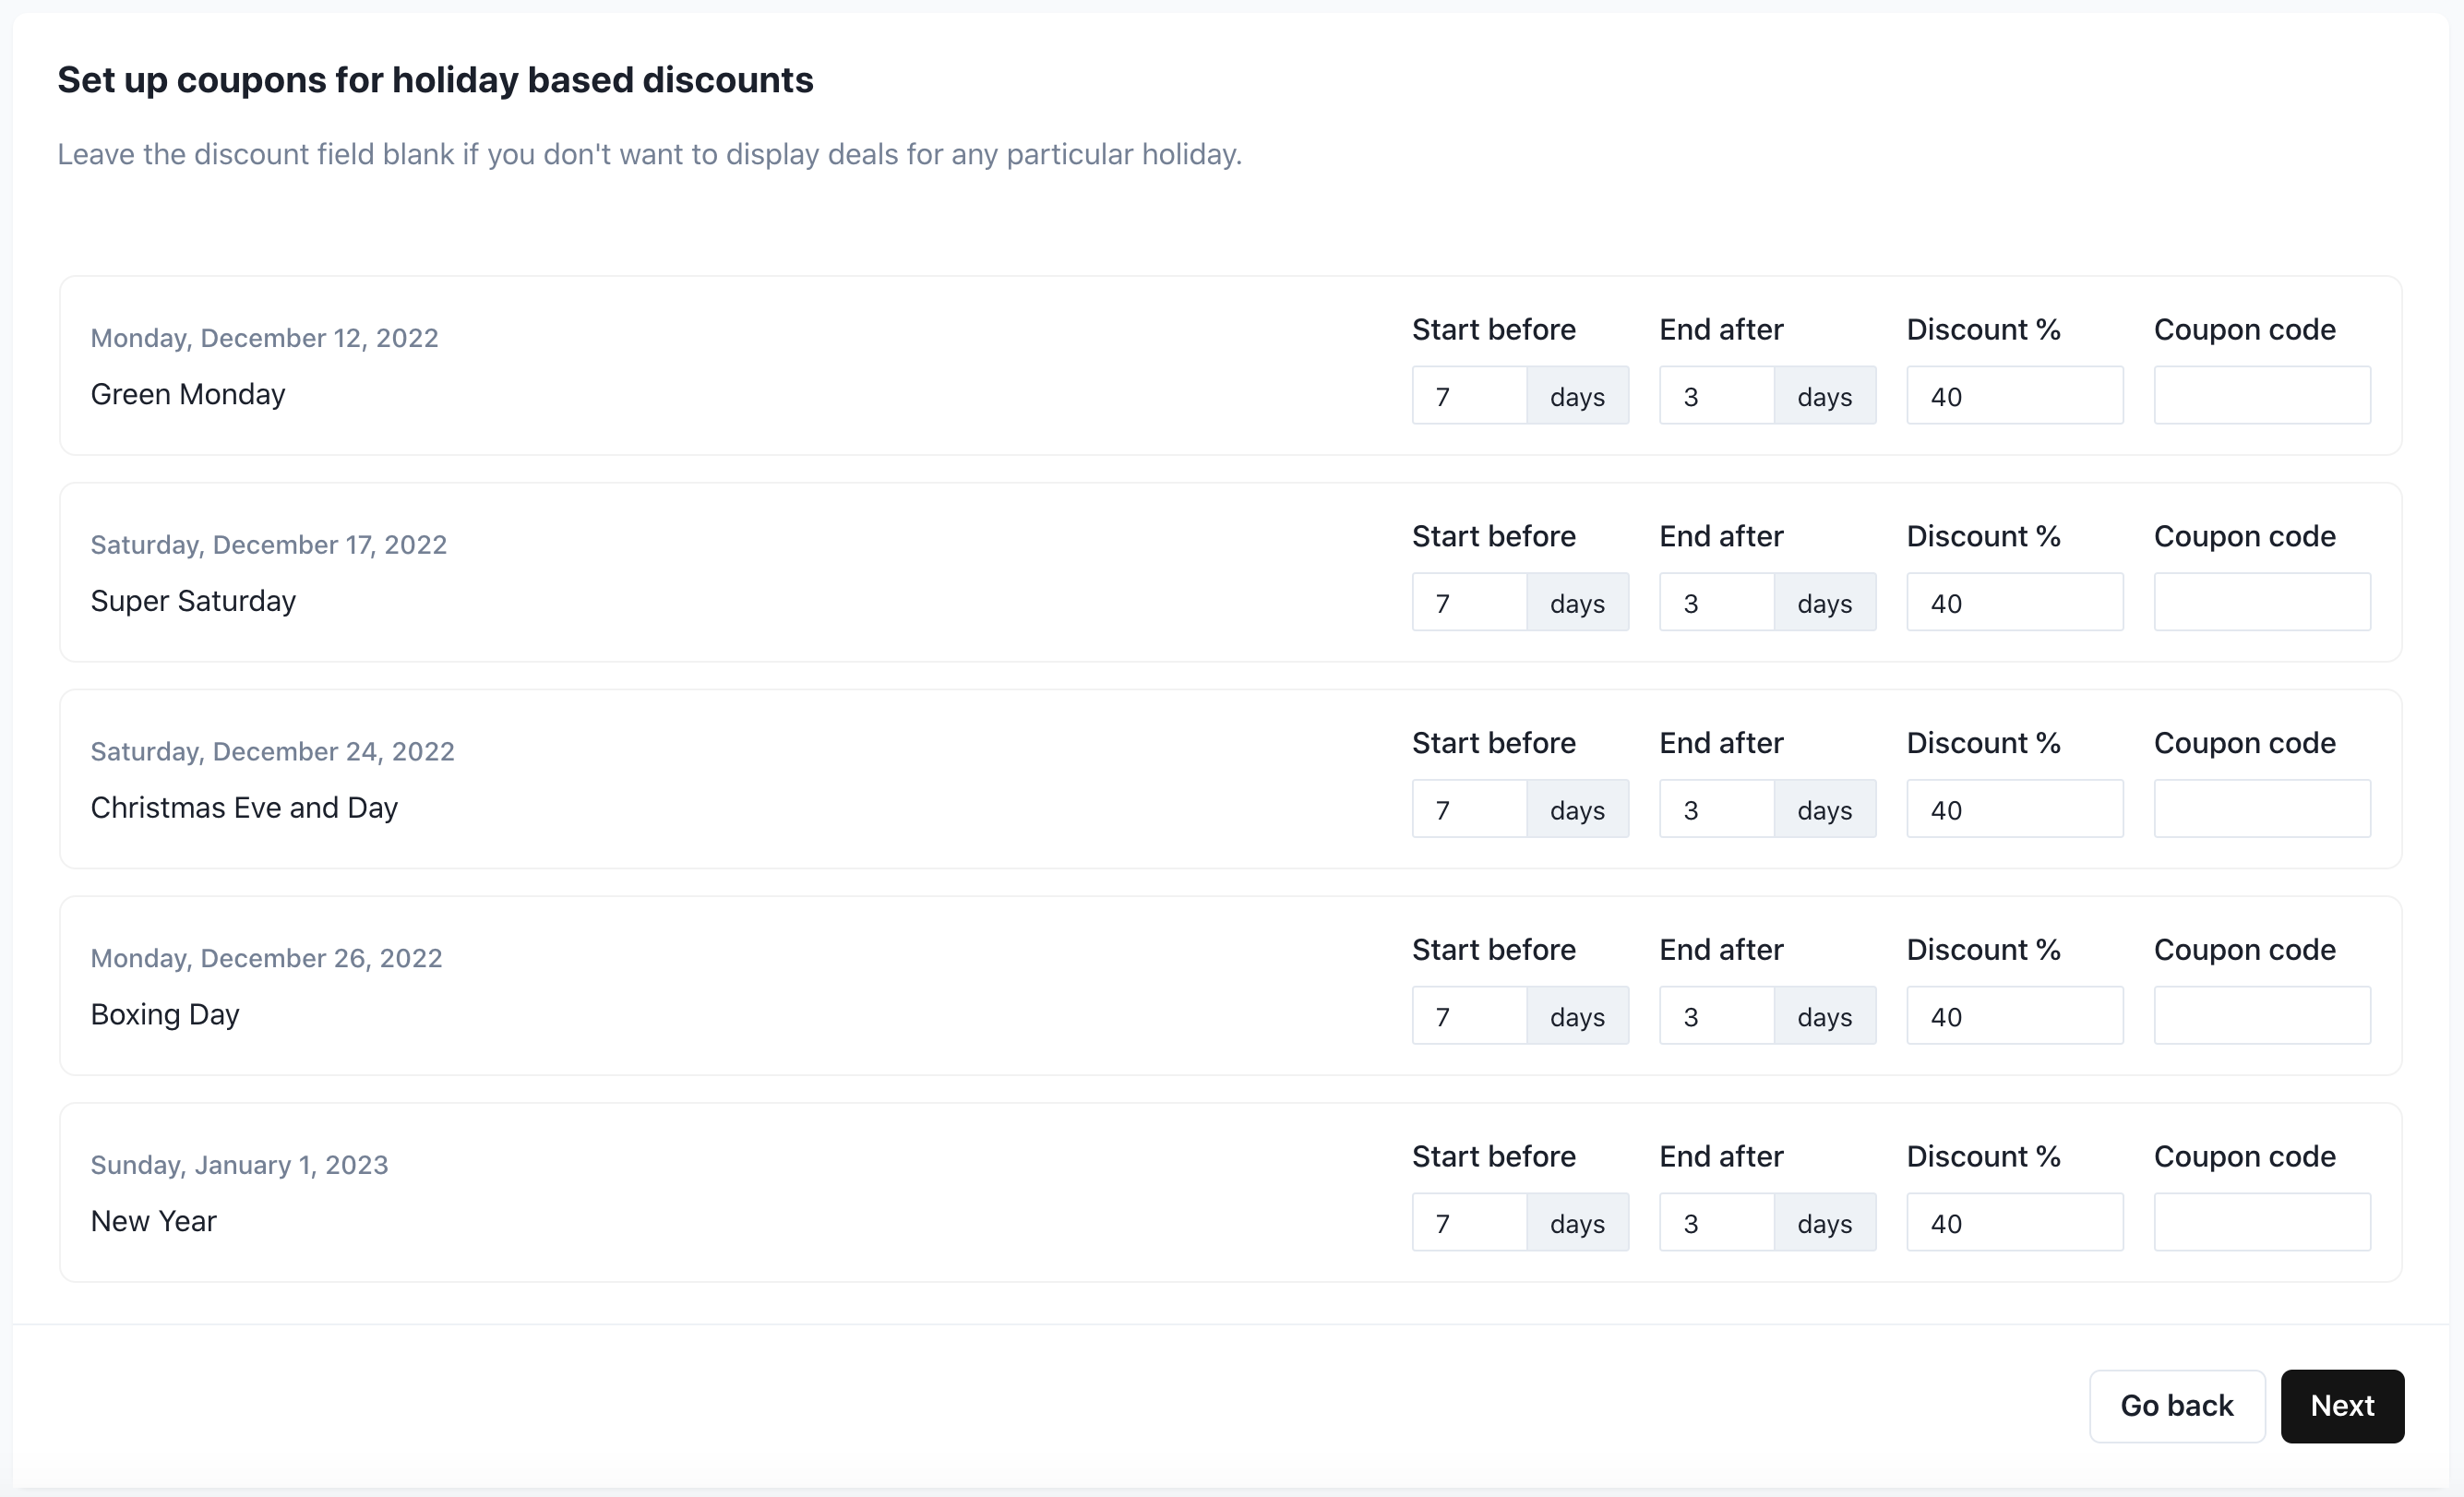 Set up coupons for holiday based discounts
Leave the discount field blank if you don't want to display deals for any particular holiday.
Monday, December 12, 2022
Green Monday
Start before End after Discount % Coupon code
7 days 3 days 40
Saturday, December 17, 2022
Super Saturday
Start before End after Discount % Coupon code
7 days 3 days 40
Saturday, December 24, 2022
Christmas Eve and Day
Start before End after Discount % Coupon code
7 days 3 days 40
Monday, December 26, 2022
Boxing Day
Start before End after Discount % Coupon code
7 days 3 days 40
Sunday, January 1, 2023
New Year
Start before End after Discount % Coupon code
7 days 3 days 40
Go back Next